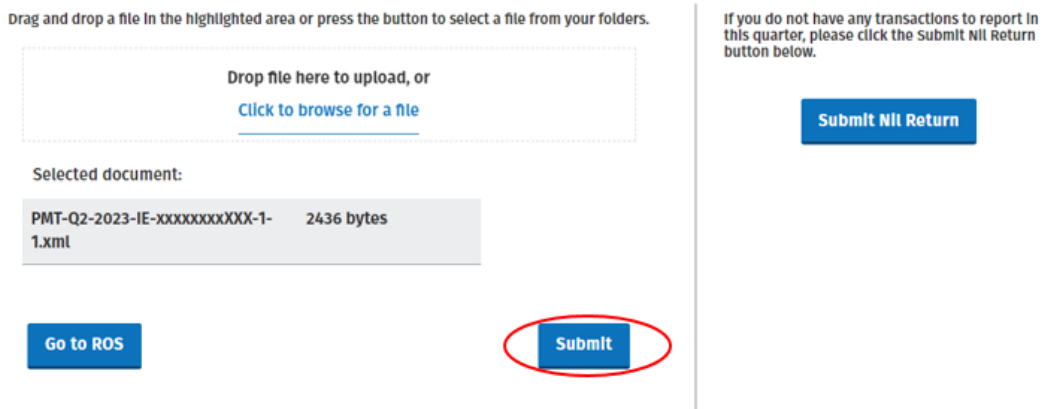 Drag and drop a file in the highlighted area or press the button to select a file from your folders.
Drop file here to upload, or
Click to browse for a file
Selected document:
PMT-Q2-2023-IE-xxxxxxxxXXX-1-
1.xml
2436 bytes
Go to ROS
Submit
If you do not have any transactions to report in
this quarter, please click the Submit Nil Return
button below.
Submit Nil Return